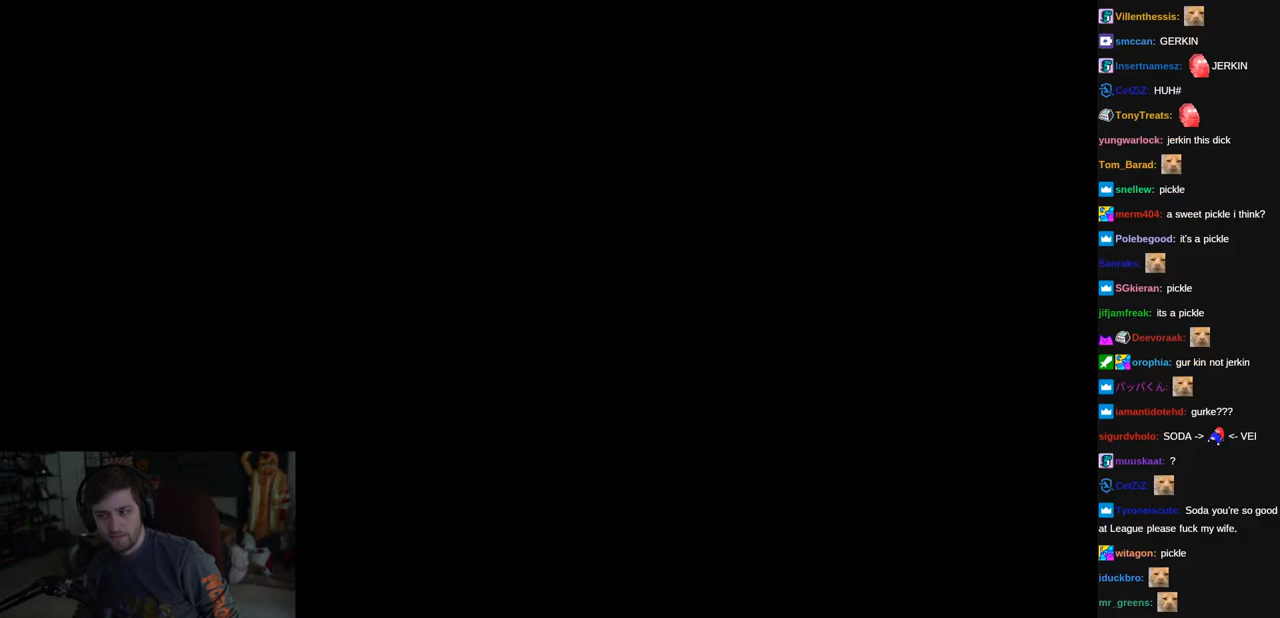 Villenthessis:
smccan: GERKIN
Insertnamesz: JERKIN
CetZiZ: HUH#
TonyTreats:
yungwarlock: jerkin this dick
Tom_Barad:
snellew: pickle
merm404: a sweet pickle i think?
Polebegood: it's a pickle
Sanraks:
SGkieran: pickle
jifjamfreak: its a pickle
Deevoraak:
orophia: gur kin not jerkin
パッパくん:
iamantidotehd: gurke???
sigurdvholo: SODA -> <- VEI
muuskaat: ?
CetZiZ:
Tyroneiscute: Soda you're so good
at League please fuck my wife.
witagon: pickle
iduckbro:
mr_greens: